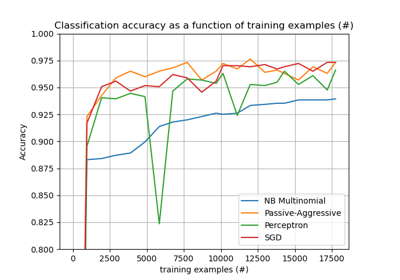 Classification accuracy as a function of training examples (#)
1.000
0.975
0.950
0.925
0.900
0.875
0.850
0.825
0.800
Accuracy
NB Multinomial
Passive-Aggressive
Perceptron
SGD
0 2500 5000 7500 10000 12500 15000 17500
training examples (#)